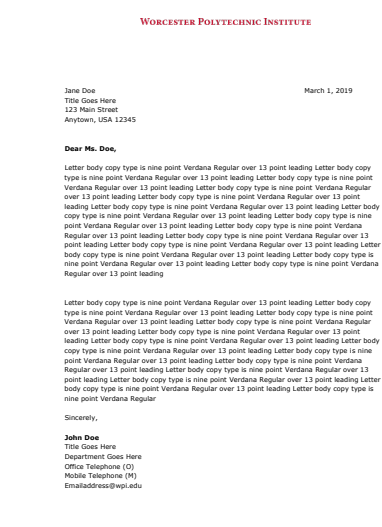 WORCESTER POLYTECHNIC INSTITUTE
Jane Doe March 1, 2019
Title Goes Here
123 Main Street
Anytown, USA 12345
Dear Ms. Doe,
Letter body copy type is nine point Verdana Regular over 13 point leading Letter body copy
type is nine point Verdana Regular over 13 point leading Letter body copy type is nine point
Verdana Regular over 13 point leading Letter body copy type is nine point Verdana Regular
over 13 point leading Letter body copy type is nine point Verdana Regular over 13 point
leading Letter body copy type is nine point Verdana Regular over 13 point leading Letter body
copy type is nine point Verdana Regular over 13 point leading Letter body copy type is nine
point Verdana Regular over 13 point leading Letter body copy type is nine point Verdana
Regular over 13 point leading Letter body copy type is nine point Verdana Regular over 13
point leading Letter body copy type is nine point Verdana Regular over 13 point leading Letter
body copy type is nine point Verdana Regular over 13 point leading Letter body copy type is
nine point Verdana Regular over 13 point leading Letter body copy type is nine point Verdana
Regular over 13 point leading
Letter body copy type is nine point Verdana Regular over 13 point leading Letter body copy
type is nine point Verdana Regular over 13 point leading Letter body copy type is nine point
Verdana Regular over 13 point leading Letter body copy type is nine point Verdana Regular
over 13 point leading Letter body copy type is nine point Verdana Regular over 13 point
leading Letter body copy type is nine point Verdana Regular over 13 point leading Letter body
copy type is nine point Verdana Regular over 13 point leading Letter body copy type is nine
point Verdana Regular over 13 point leading Letter body copy type is nine point Verdana
Regular over 13 point leading Letter body copy type is nine point Verdana Regular over 13
point leading Letter body copy type is nine point Verdana Regular over 13 point leading Letter
body copy type is nine point Verdana Regular over 13 point leading Letter body copy type is
nine point Verdana Regular
Sincerely,
John Doe
Title Goes Here
Department Goes Here
Office Telephone (O)
Mobile Telephone (M)
Emailaddress@wpi.edu